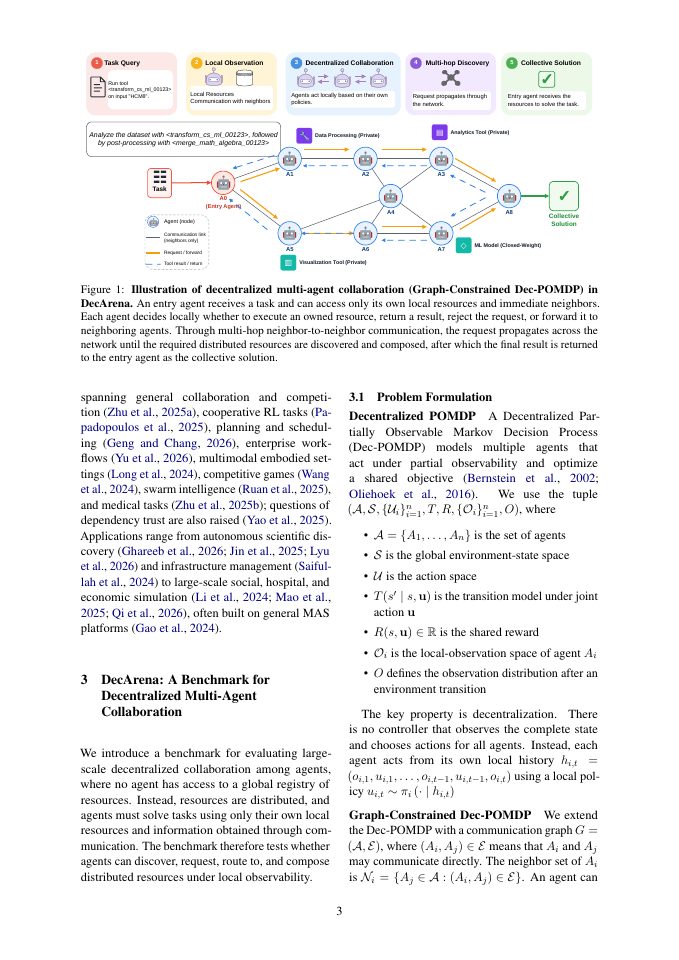 1 Task Query
Run tool
<transform_cs_ml_00123>
on input "HCMII".
2 Local Observation
Local Resources
Communication with neighbors
3 Decentralized Collaboration
Agents act locally based on their own
policies.
4 Multi-hop Discovery
Request propagates through
the network.
5 Collective Solution
Entry agent receives the
resources to solve the task.
Analyze the dataset with <transform_cs_ml_00123>, followed
by post-processing with <merge_math_algebra_00123>
Data Processing (Private)
Analytics Tool (Private)
Task
A0
(Entry Agent)
A1
A2
A3
A4
A5
A6
A7
A8
Collective
Solution
ML Model (Closed-Weight)
Visualization Tool (Private)
Agent (node)
Communication link
(neighbors only)
Request / forward
Tool result / return
Figure 1: Illustration of decentralized multi-agent collaboration (Graph-Constrained Dec-POMDP) in
DecArena. An entry agent receives a task and can access only its own local resources and immediate neighbors.
Each agent decides locally whether to execute an owned resource, return a result, reject the request, or forward it to
neighboring agents. Through multi-hop neighbor-to-neighbor communication, the request propagates across the
network until the required distributed resources are discovered and composed, after which the final result is returned
to the entry agent as the collective solution.
spanning general collaboration and competi-
tion (Zhu et al., 2025a), cooperative RL tasks (Pa-
papadopoulos et al., 2025), planning and schedul-
ing (Geng and Chang, 2026), enterprise work-
flows (Yu et al., 2026), multimodal embodied set-
tings (Long et al., 2024), competitive games (Wang
et al., 2024), swarm intelligence (Ruan et al., 2025),
and medical tasks (Zhu et al., 2025b); questions of
dependency trust are also raised (Yao et al., 2025).
Applications range from autonomous scientific dis-
covery (Ghareeb et al., 2026; Jin et al., 2025; Lyu
et al., 2026) and infrastructure management (Saiful-
lah et al., 2024) to large-scale social, hospital, and
economic simulation (Li et al., 2024; Mao et al.,
2025; Qi et al., 2026), often built on general MAS
platforms (Gao et al., 2024).
3 DecArena: A Benchmark for
Decentralized Multi-Agent
Collaboration
We introduce a benchmark for evaluating large-
scale decentralized collaboration among agents,
where no agent has access to a global registry of
resources. Instead, resources are distributed, and
agents must solve tasks using only their own local
resources and information obtained through com-
munication. The benchmark therefore tests whether
agents can discover, request, route to, and compose
distributed resources under local observability.
3.1 Problem Formulation
Decentralized POMDP A Decentralized Par-
tially Observable Markov Decision Process
(Dec-POMDP) models multiple agents that
act under partial observability and optimize
a shared objective (Bernstein et al., 2002;
Oliehoek et al., 2016). We use the tuple
(𝒜, 𝒮, {𝒰ᵢ}ⁿᵢ₌₁, T, R, {𝒪ᵢ}ⁿᵢ₌₁, O), where
• 𝒜 = {A₁, . . . , Aₙ} is the set of agents
• 𝒮 is the global environment-state space
• 𝒰 is the action space
• T(s′ | s, u) is the transition model under joint
action u
• R(s, u) ∈ ℝ is the shared reward
• 𝒪ᵢ is the local-observation space of agent Aᵢ
• O defines the observation distribution after an
environment transition
The key property is decentralization. There
is no controller that observes the complete state
and chooses actions for all agents. Instead, each
agent acts from its own local history hᵢ,ₜ =
(oᵢ,₁, uᵢ,₁, . . . , oᵢ,ₜ₋₁, uᵢ,ₜ₋₁, oᵢ,ₜ) using a local pol-
icy uᵢ,ₜ ∼ πᵢ(· | hᵢ,ₜ)
Graph-Constrained Dec-POMDP We extend
the Dec-POMDP with a communication graph G =
(𝒜, ℰ), where (Aᵢ, Aⱼ) ∈ ℰ means that Aᵢ and Aⱼ
may communicate directly. The neighbor set of Aᵢ
is 𝒩ᵢ = {Aⱼ ∈ 𝒜 : (Aᵢ, Aⱼ) ∈ ℰ}. An agent can
3